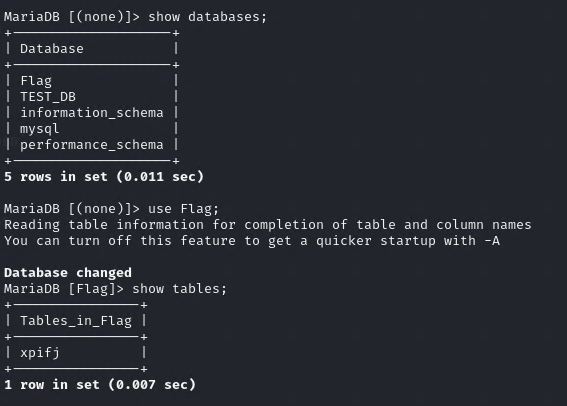 MariaDB [(none)]> show databases;
+--------------------+
| Database           |
+--------------------+
| Flag               |
| TEST_DB            |
| information_schema |
| mysql              |
| performance_schema |
+--------------------+
5 rows in set (0.011 sec)
MariaDB [(none)]> use Flag;
Reading table information for completion of table and column names
You can turn off this feature to get a quicker startup with -A
Database changed
MariaDB [Flag]> show tables;
+----------------+
| Tables_in_Flag |
+----------------+
| xpifj          |
+----------------+
1 row in set (0.007 sec)